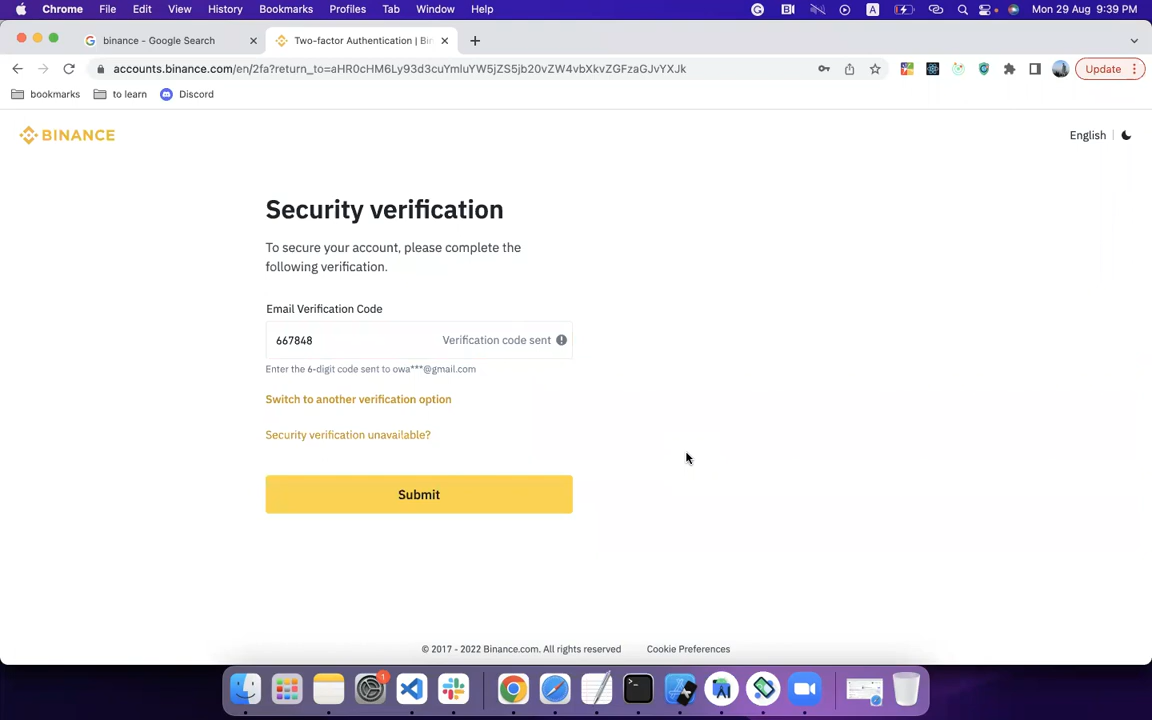 Chrome File Edit View History Bookmarks Profiles Tab Window Help A Mon 29 Aug 9:39 PM
binance - Google Search Two-factor Authentication | Bi
accounts.binance.com/en/2fa?return_to=aHR0cHM6Ly93d3cuYmluYW5jZS5jb20vZW4vbXkvZGFzaGJvYXJk Update
bookmarks to learn Discord
BINANCE English
Security verification
To secure your account, please complete the
following verification.
Email Verification Code
667848 Verification code sent
Enter the 6-digit code sent to owa***@gmail.com
Switch to another verification option
Security verification unavailable?
Submit
© 2017 - 2022 Binance.com. All rights reserved Cookie Preferences
1